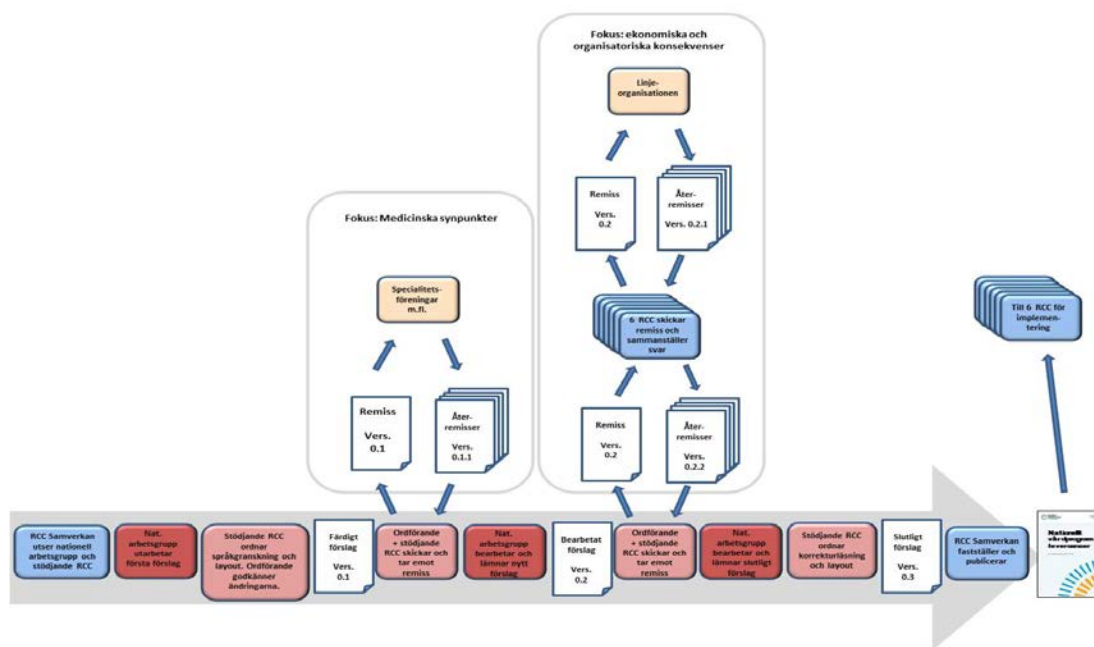 Fokus: ekonomiska och
organisatoriska konsekvenser
Linje-
organisationen
Remiss
Vers.
0.2
Åter-
remisser
Vers. 0.2.1
6 RCC skickar
remiss och
sammanställer
svar
Remiss
Vers.
0.2
Åter-
remisser
Vers.
0.2.2
Fokus: Medicinska synpunkter
Specialitets-
föreningar
m.fl.
Remiss
Vers.
0.1
Åter-
remisser
Vers.
0.1.1
Till 6 RCC för
implemen-
tering
RCC Samverkan
utser nationell
arbetsgrupp och
stödjande RCC
Nat.
arbetsgrupp
utarbetar
första förslag
Stödjande RCC
ordnar
språkgranskning och
layout. Ordförande
godkänner
ändringarna.
Färdigt
förslag
Vers.
0.1
Ordförande
+ stödjande
RCC skickar och
tar emot
remiss
Nat.
arbetsgrupp
bearbetar och
lämnar nytt
förslag
Bearbetat
förslag
Vers.
0.2
Ordförande
+ stödjande
RCC skickar och
tar emot
remiss
Nat.
arbetsgrupp
bearbetar och
lämnar slutligt
förslag
Stödjande RCC
ordnar
korrekturläsning
och layout
Slutligt
förslag
Vers.
0.3
RCC Samverkan
fastställer och
publicerar
Nationellt
vårdprogram